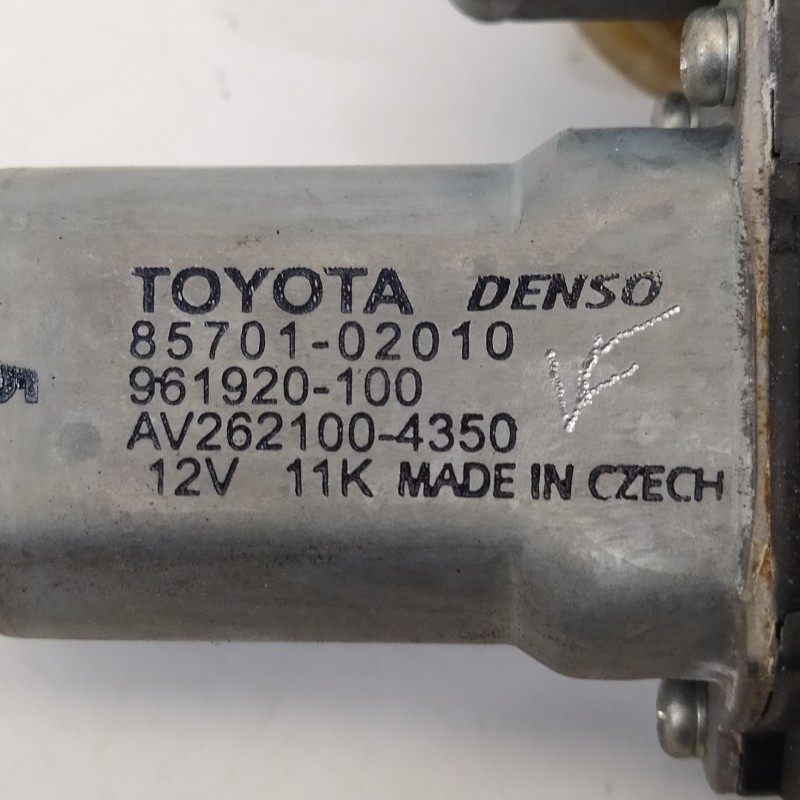 TOYOTA DENSO
85701-02010
961920-100
AV262100-4350
12V 11K MADE IN CZECH